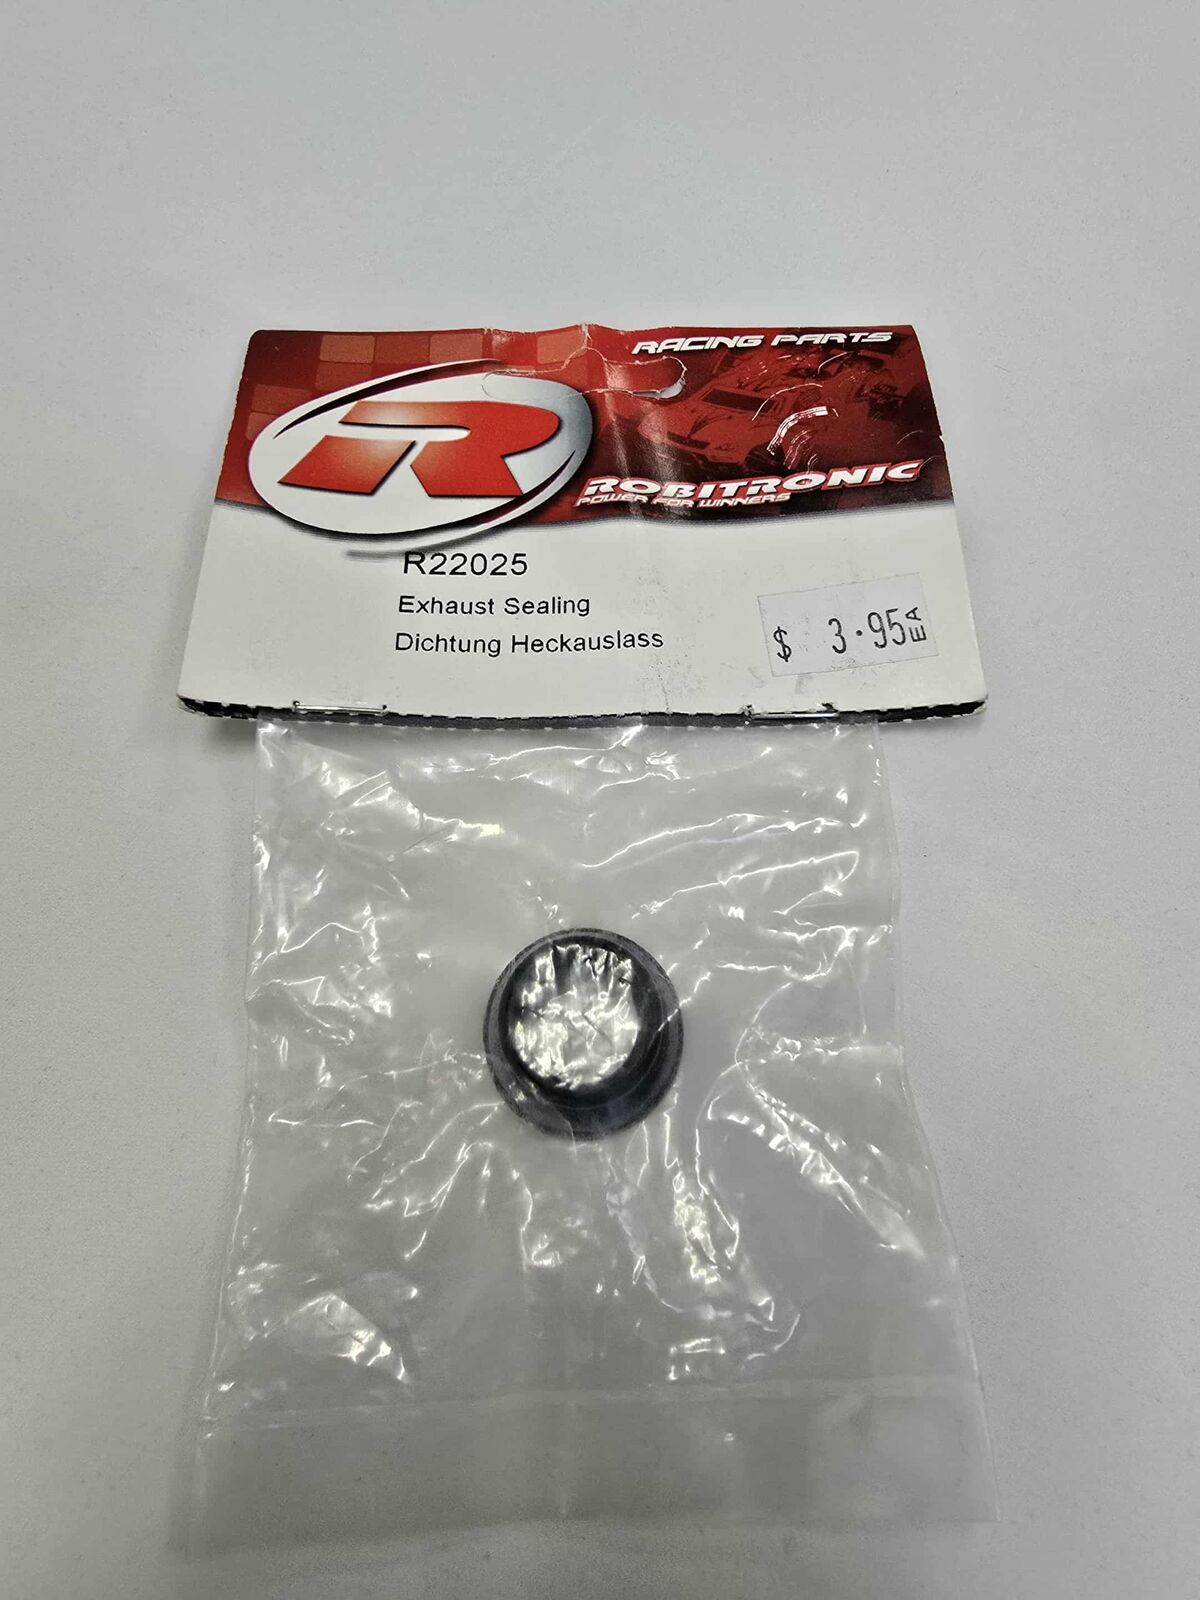 RACING PARTS
R
ROBITRONIC
POWER FOR WINNERS
R22025
Exhaust Sealing
Dichtung Heckauslass
$ 3.95 EA